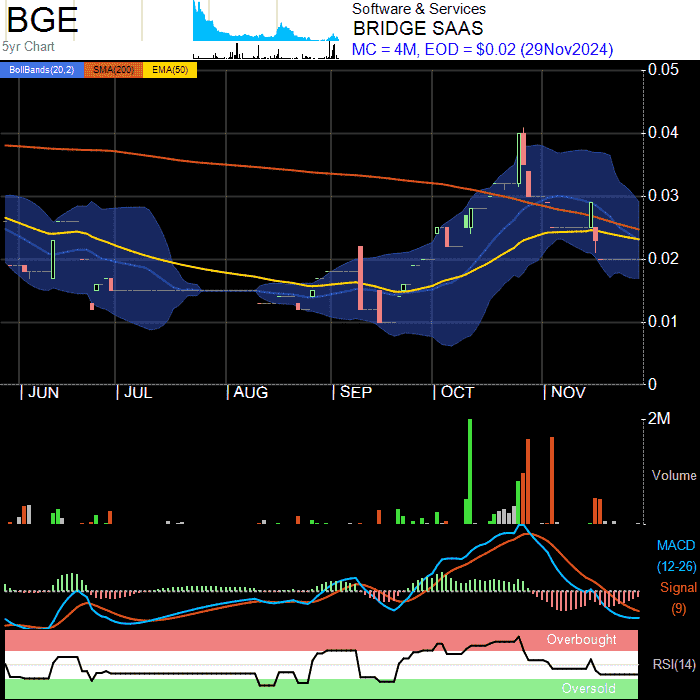 BGE
5yr Chart
Software & Services
BRIDGE SAAS
MC = 4M, EOD = $0.02 (29Nov2024)
BollBands(20,2) SMA(200) EMA(50)
0.05
0.04
0.03
0.02
0.01
0
JUN JUL AUG SEP OCT NOV
2M
Volume
MACD
(12-26)
Signal
(9)
Overbought
RSI(14)
Oversold